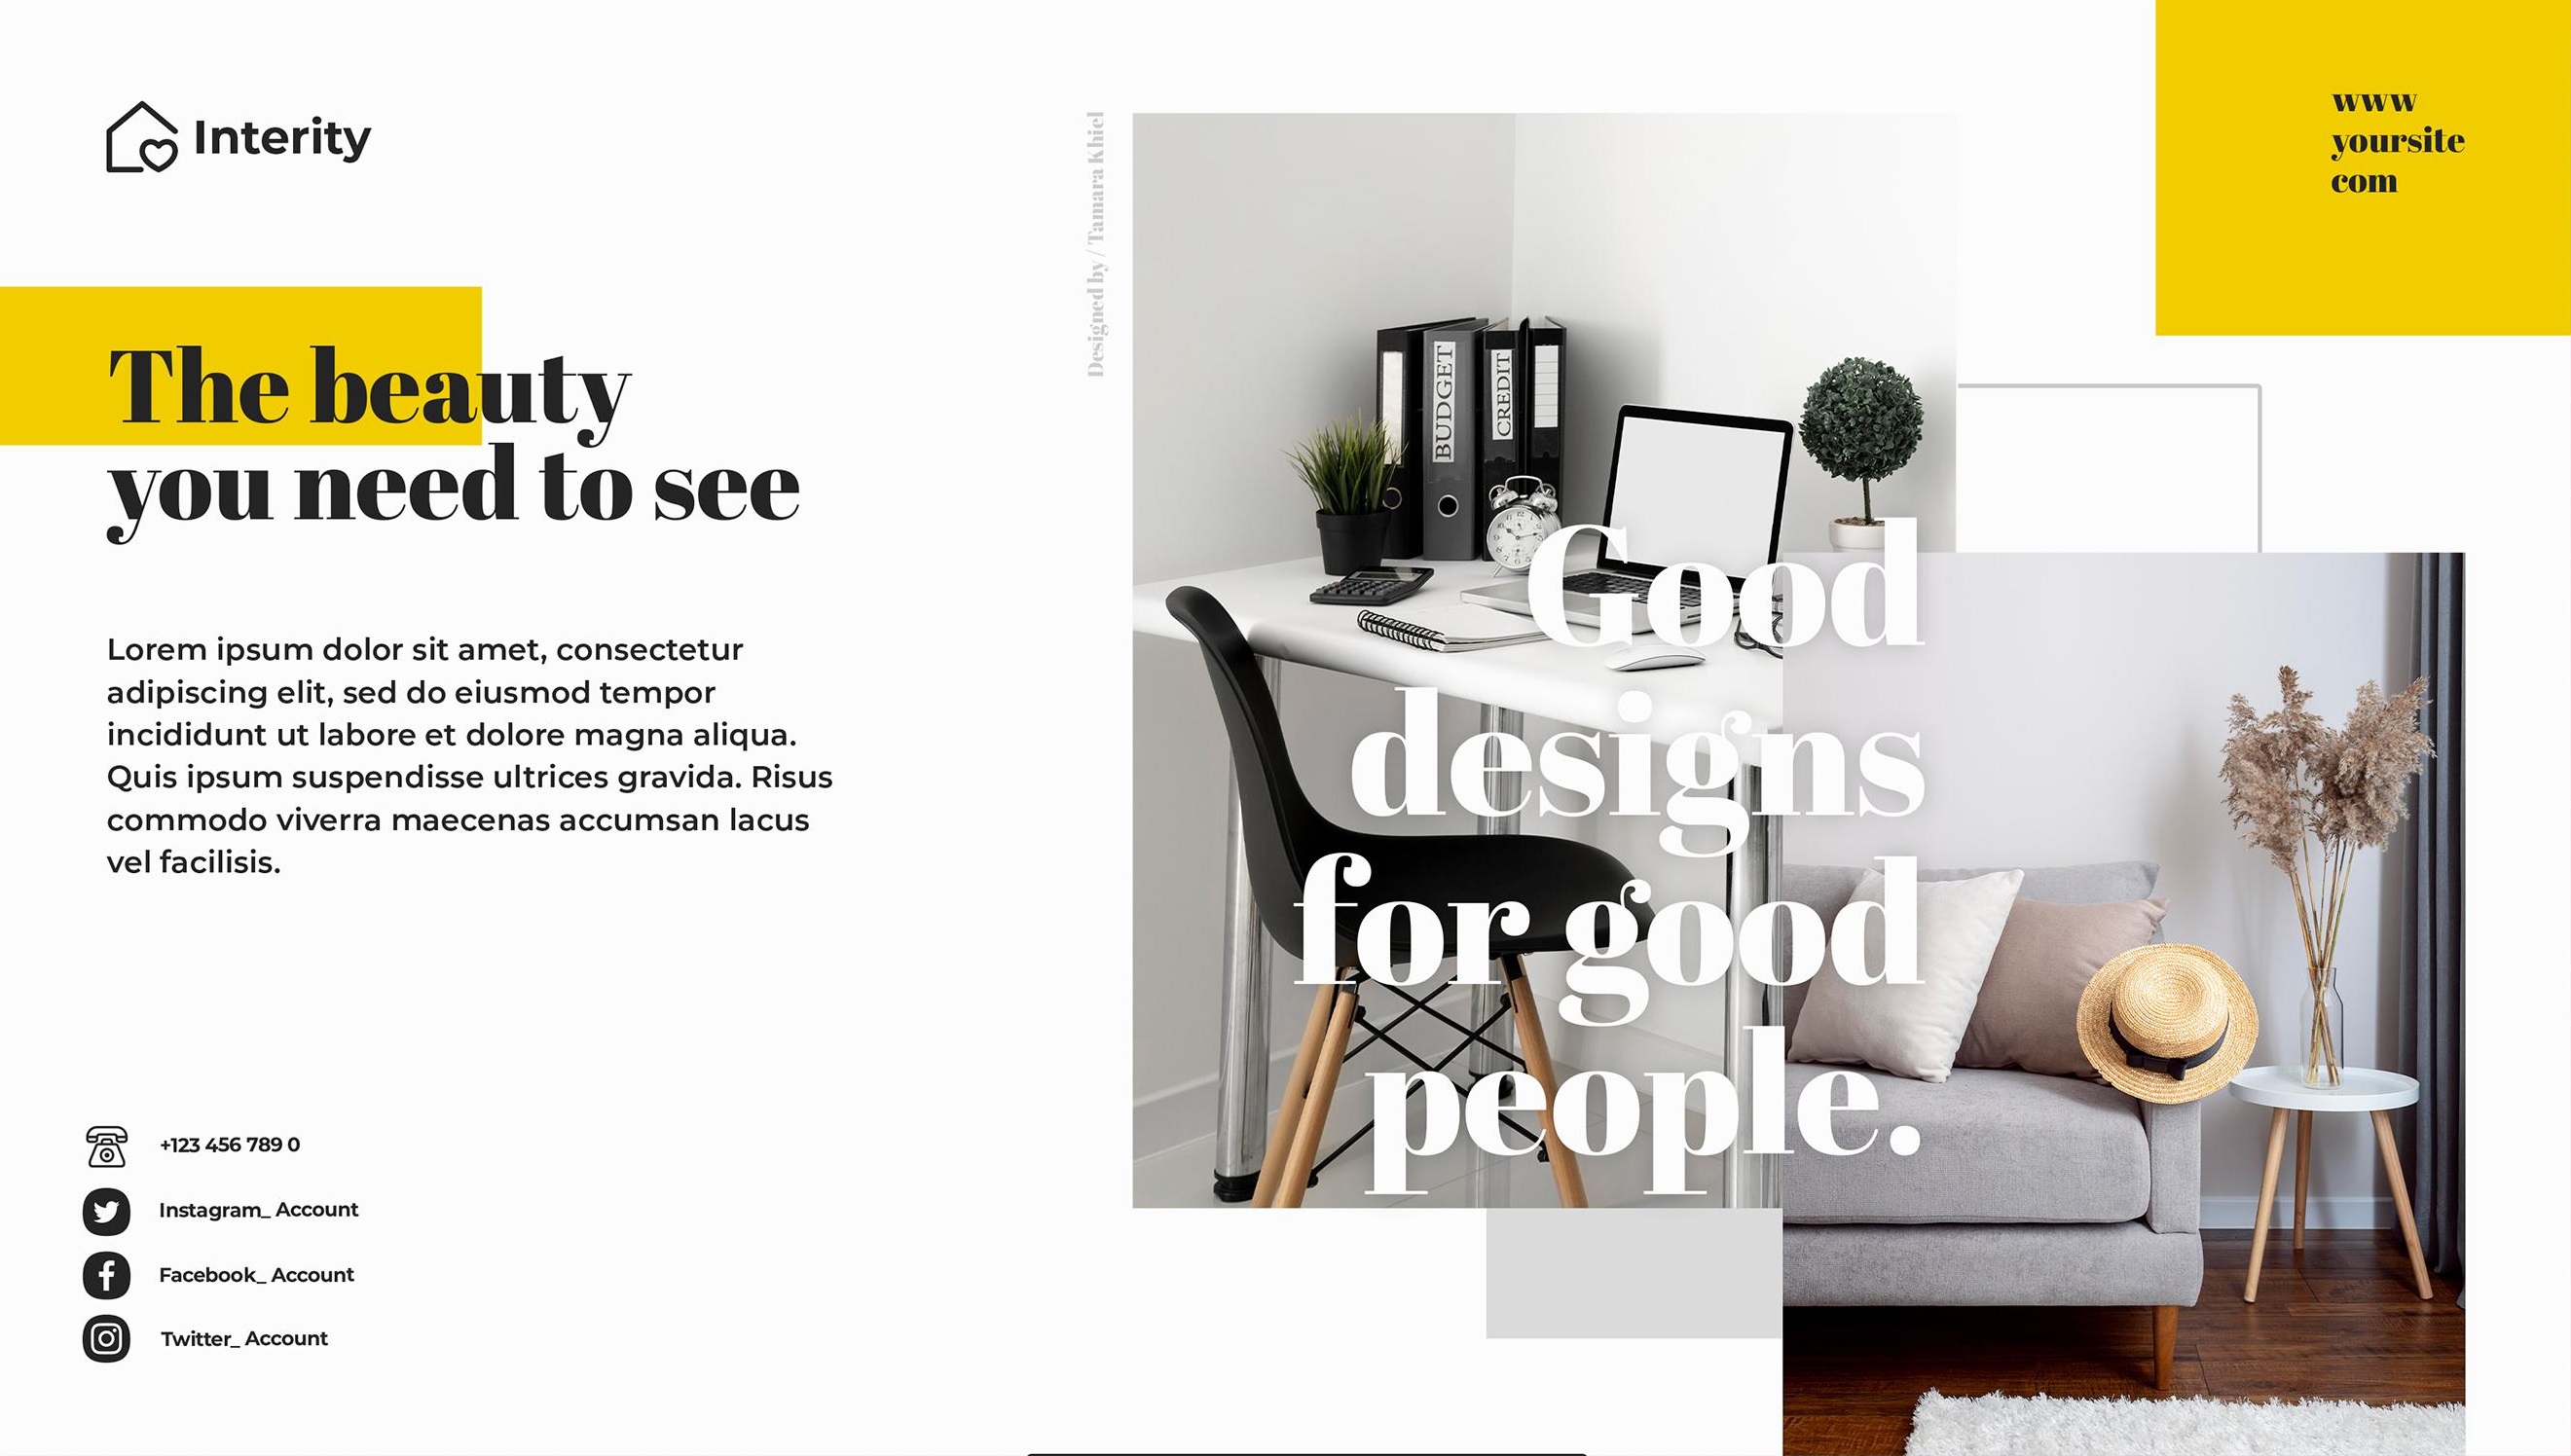 Interity
The beauty
you need to see
Lorem ipsum dolor sit amet, consectetur
adipiscing elit, sed do eiusmod tempor
incididunt ut labore et dolore magna aliqua.
Quis ipsum suspendisse ultrices gravida. Risus
commodo viverra maecenas accumsan lacus
vel facilisis.
+123 456 789 0
Instagram_ Account
Facebook_ Account
Twitter_ Account
Designed by / Tamara Khiel
BUDGET
CREDIT
Good
designs
for good
people.
www
yoursite
com